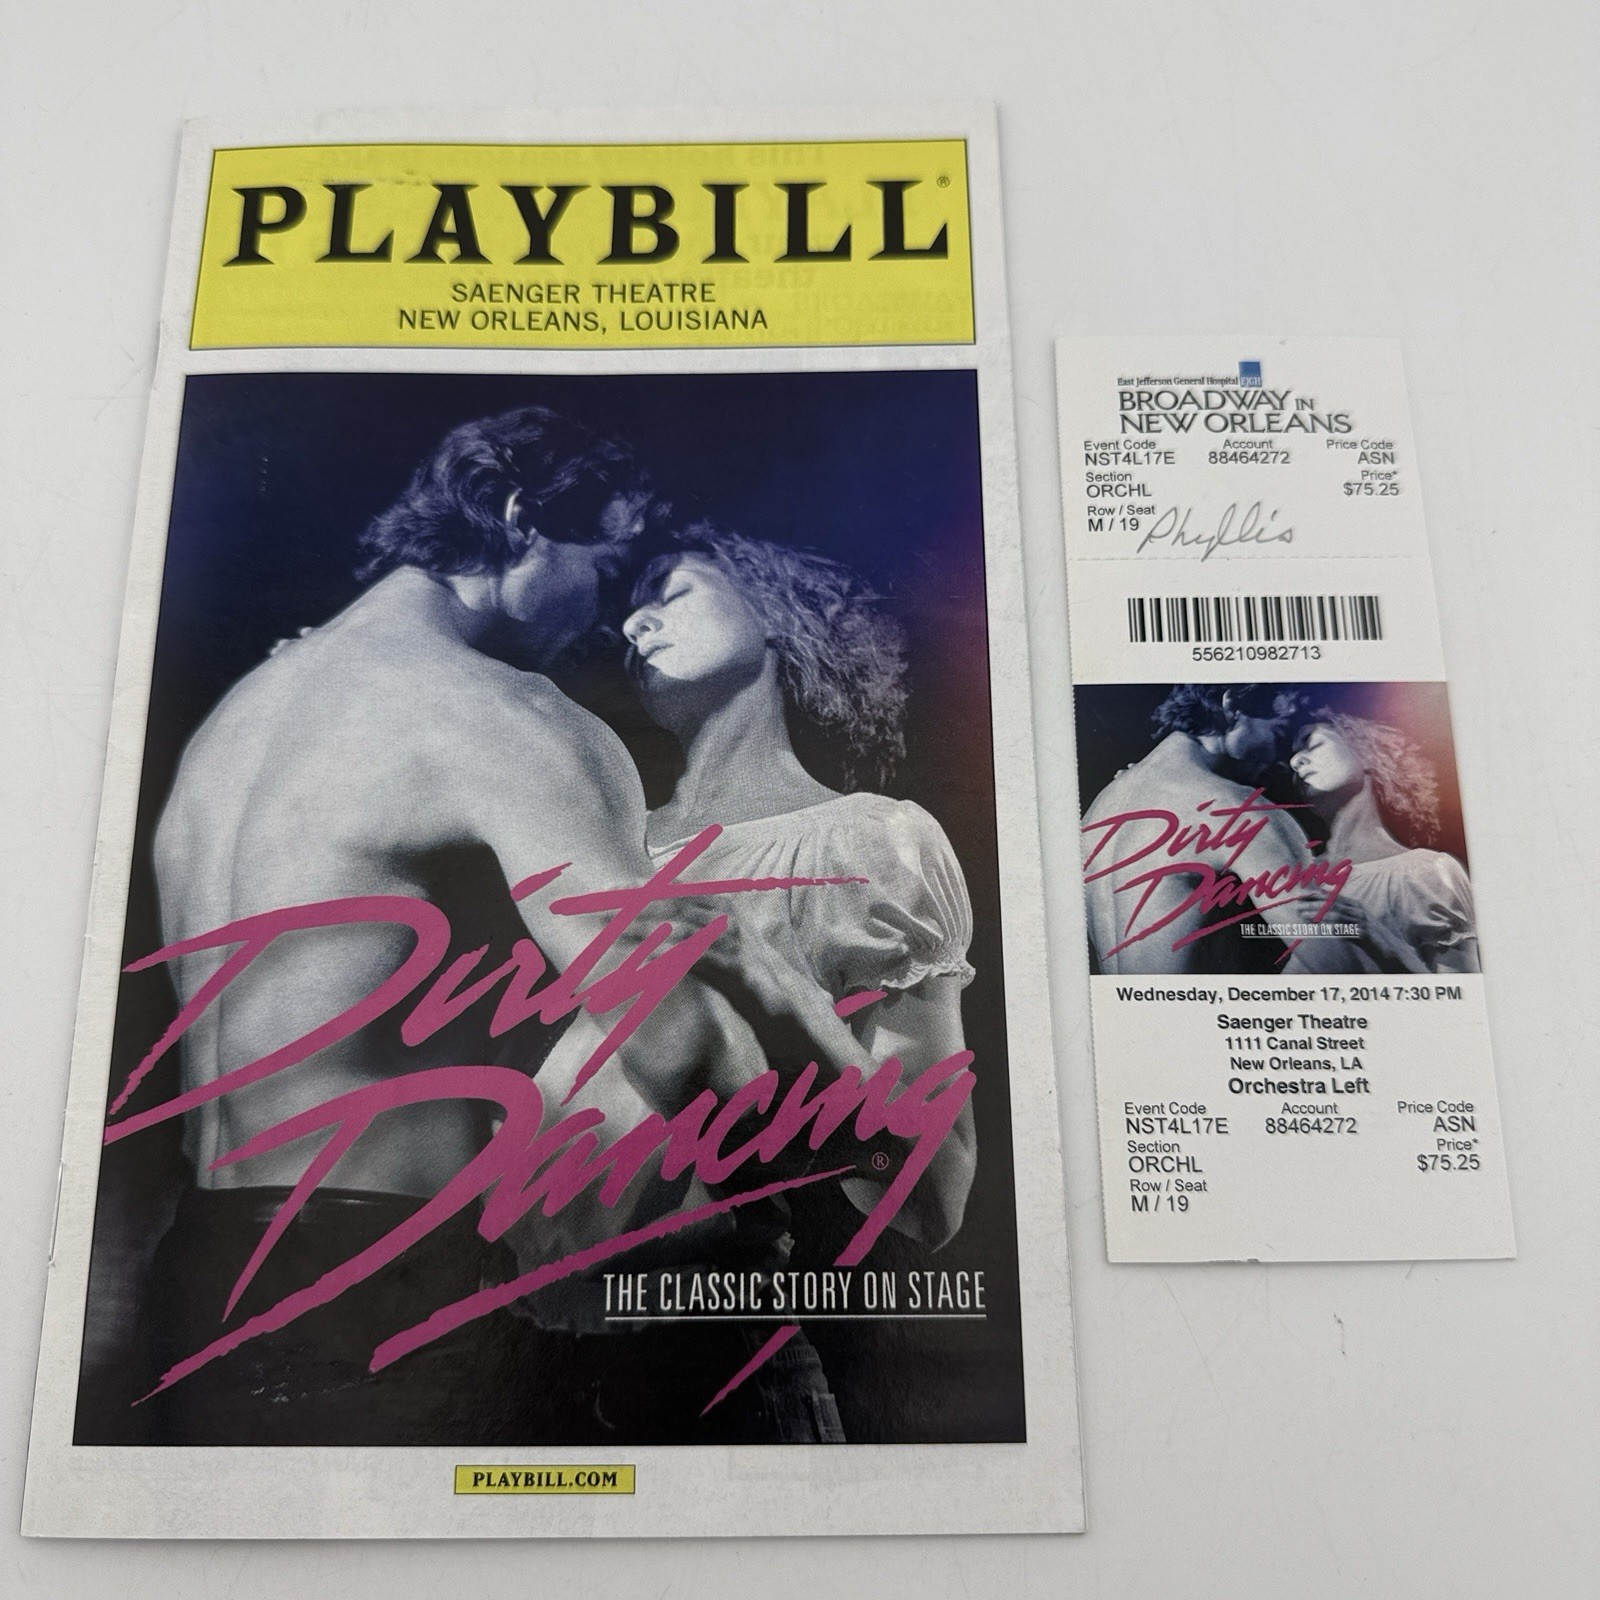 PLAYBILL®
SAENGER THEATRE
NEW ORLEANS, LOUISIANA
Dirty
Dancing®
THE CLASSIC STORY ON STAGE
PLAYBILL.COM
East Jefferson General Hospital EJGH
BROADWAY IN
NEW ORLEANS
Event Code Account Price Code
NST4L17E 88464272 ASN
Section Price*
ORCHL $75.25
Row / Seat
M / 19 Phyllis
556210982713
Dirty
Dancing
THE CLASSIC STORY ON STAGE
Wednesday, December 17, 2014 7:30 PM
Saenger Theatre
1111 Canal Street
New Orleans, LA
Orchestra Left
Event Code Account Price Code
NST4L17E 88464272 ASN
Section Price*
ORCHL $75.25
Row / Seat
M / 19